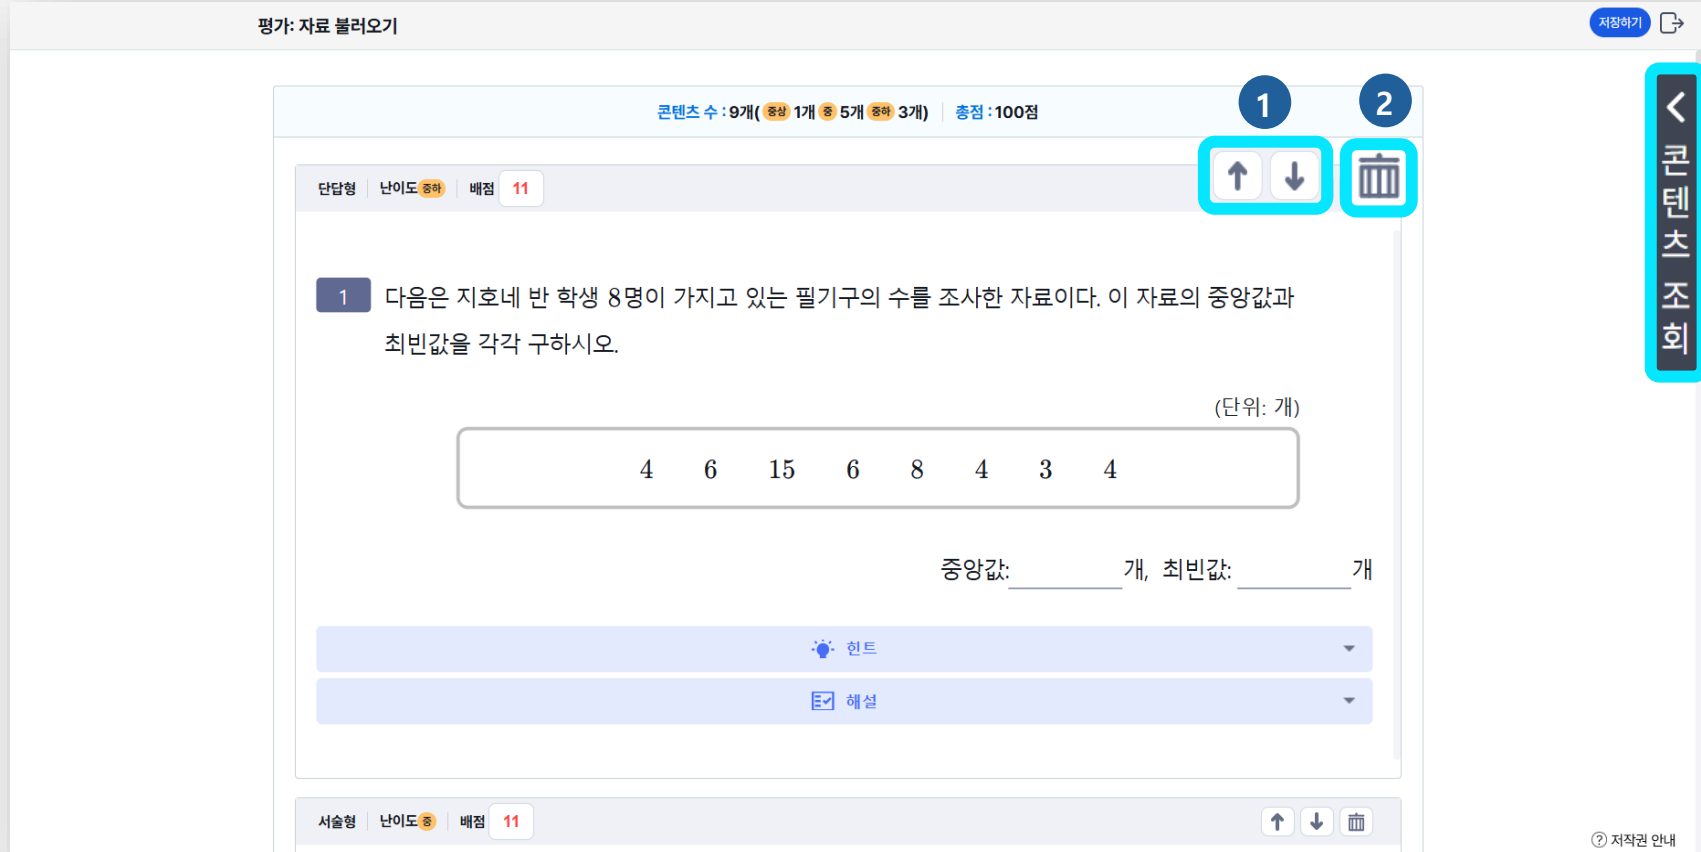 평가: 자료 불러오기
저장하기
콘텐츠 수 : 9개( 중상 1개 중 5개 중하 3개) 총점 : 100점
1
2
콘텐츠 조회
단답형 난이도 중하 배점 11
1 다음은 지호네 반 학생 8명이 가지고 있는 필기구의 수를 조사한 자료이다. 이 자료의 중앙값과
최빈값을 각각 구하시오.
(단위: 개)
4 6 15 6 8 4 3 4
중앙값: 개, 최빈값: 개
힌트
해설
서술형 난이도 중 배점 11
? 저작권 안내